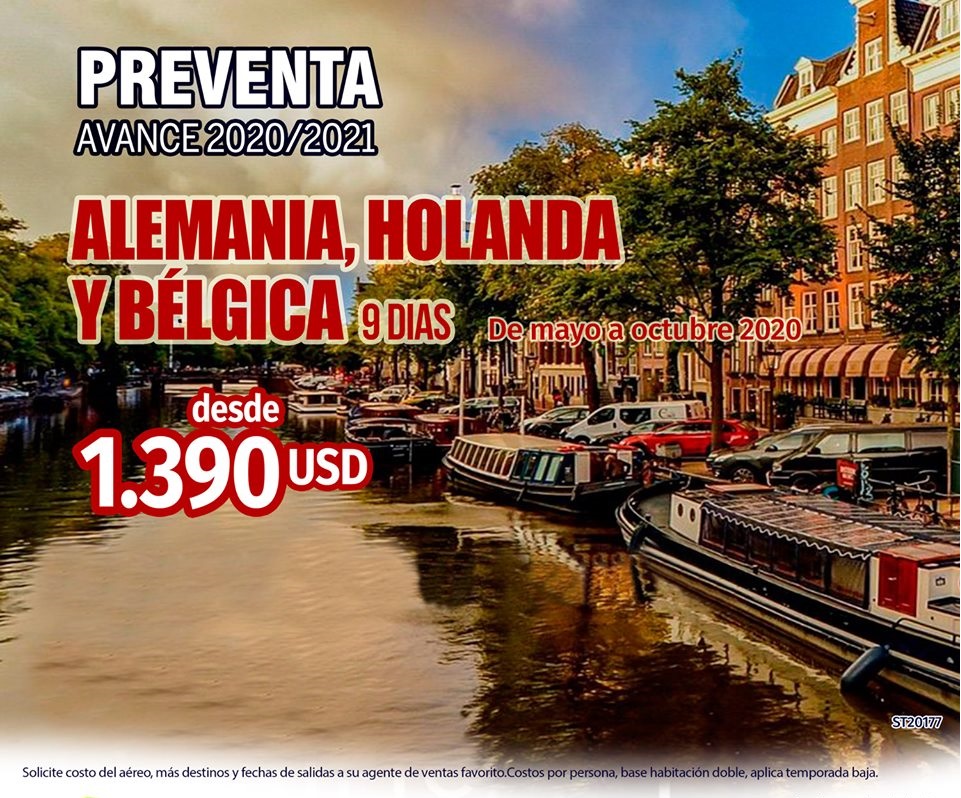 PREVENTA
AVANCE 2020/2021
ALEMANIA, HOLANDA
Y BÉLGICA 9 DIAS De mayo a octubre 2020
desde
1.390 USD
ST20177
Solicite costo del aéreo, más destinos y fechas de salidas a su agente de ventas favorito.Costos por persona, base habitación doble, aplica temporada baja.